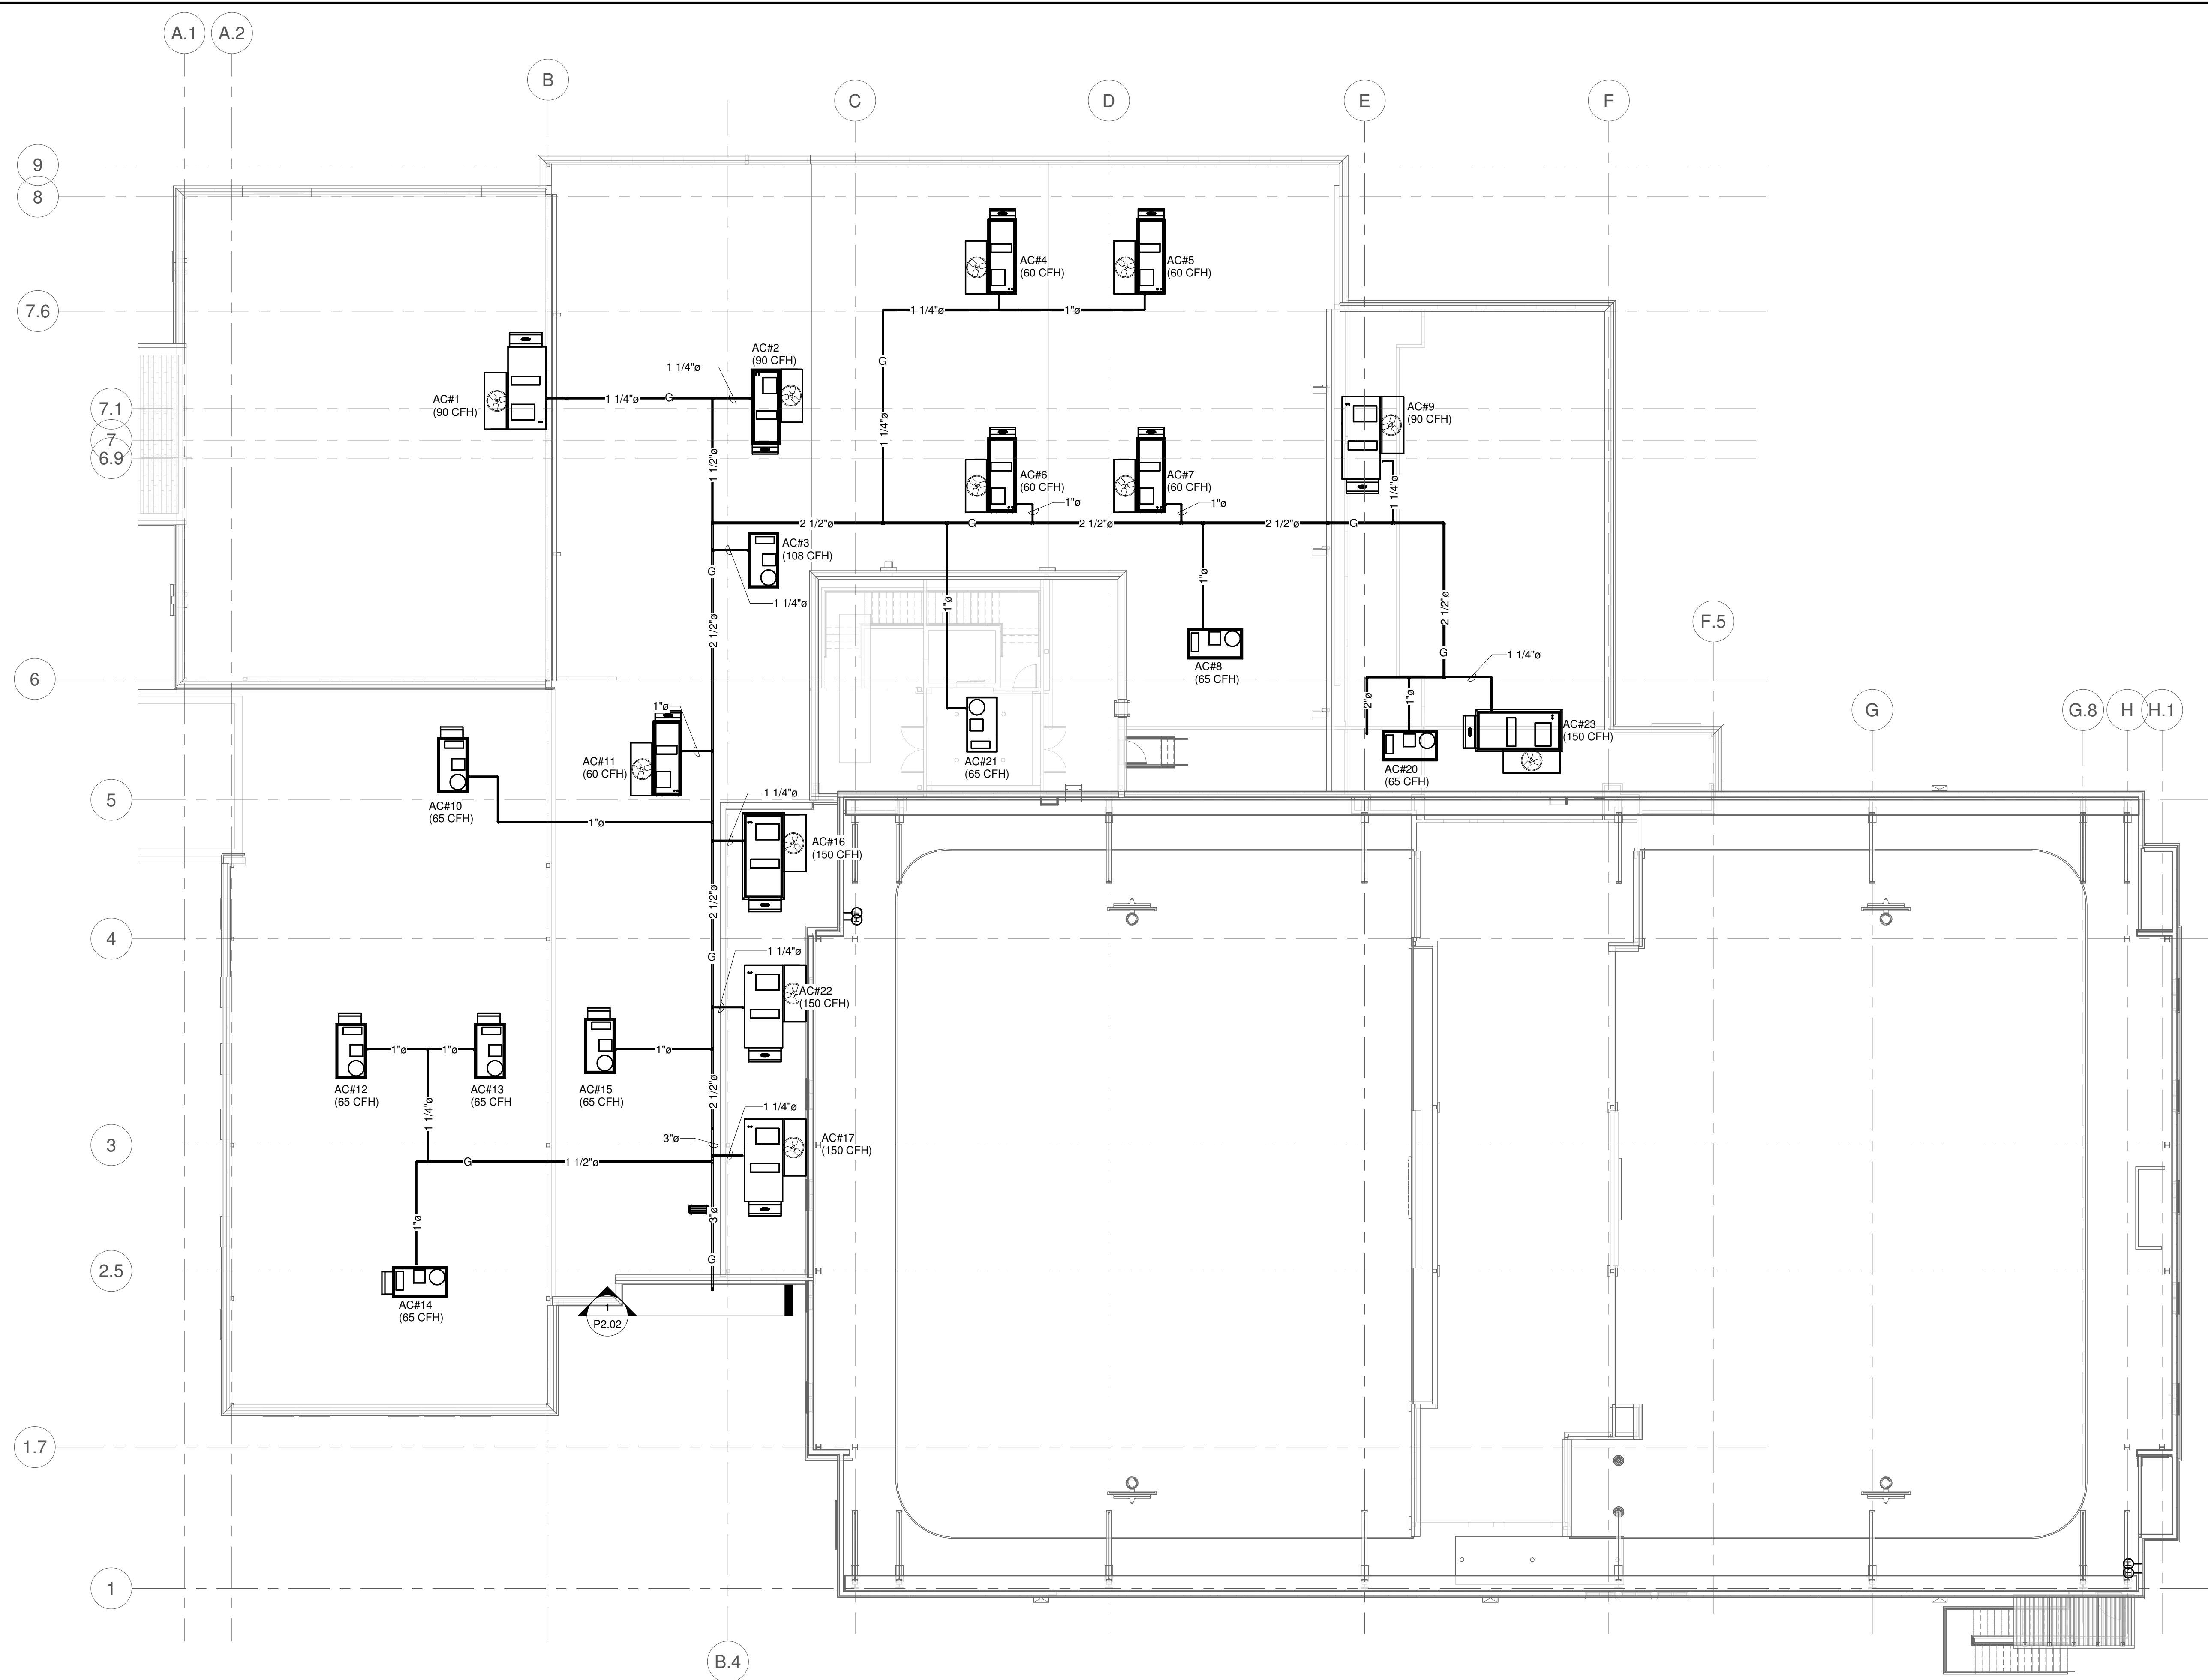 A.1
A.2
B
C
D
E
F
9
8
7.6
7.1
7
6.9
6
5
4
3
2.5
1.7
1
F.5
G
G.8
H
H.1
B.4
AC#4
(60 CFH)
AC#5
(60 CFH)
1 1/4"ø
1"ø
G
1 1/4"ø
AC#1
(90 CFH)
1 1/4"ø
G
1 1/4"ø
AC#2
(90 CFH)
1 1/2"ø
AC#6
(60 CFH)
1"ø
AC#7
(60 CFH)
1"ø
AC#9
(90 CFH)
1 1/4"ø
2 1/2"ø
G
2 1/2"ø
2 1/2"ø
G
AC#3
(108 CFH)
1 1/4"ø
G
2 1/2"ø
1"ø
1"ø
AC#8
(65 CFH)
2 1/2"ø
G
1 1/4"ø
2"ø
1"ø
AC#23
(150 CFH)
AC#20
(65 CFH)
AC#21
(65 CFH)
1"ø
AC#11
(60 CFH)
AC#10
(65 CFH)
1"ø
1 1/4"ø
AC#16
(150 CFH)
2 1/2"ø
G
1 1/4"ø
AC#22
(150 CFH)
AC#12
(65 CFH)
1"ø
1"ø
AC#13
(65 CFH
AC#15
(65 CFH)
1"ø
2 1/2"ø
1 1/4"ø
1 1/4"ø
3"ø
AC#17
(150 CFH)
G
1 1/2"ø
1"ø
3"ø
G
AC#14
(65 CFH)
1
P2.02